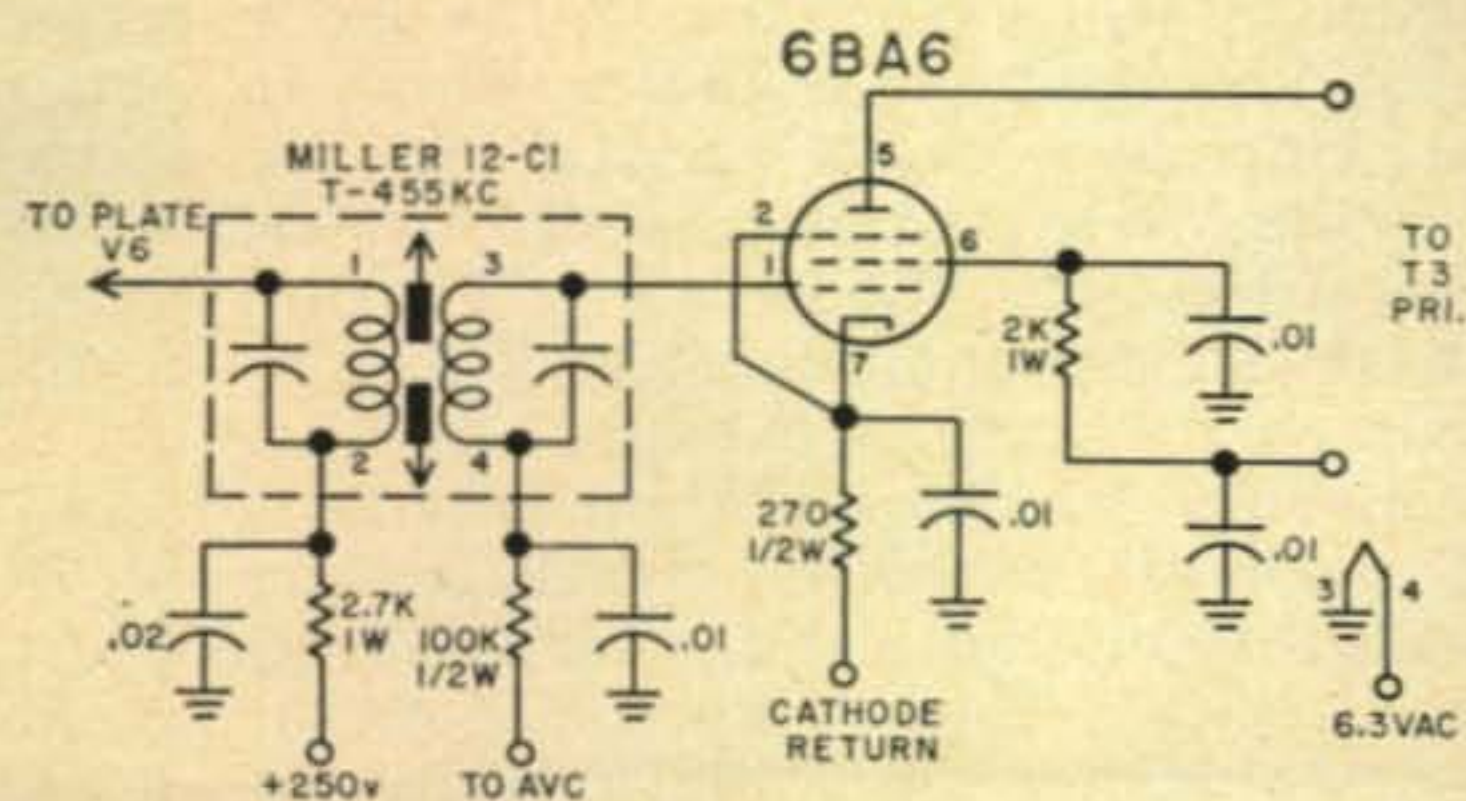 6BA6
MILLER 12-C1
T-455KC
TO PLATE
V6
1
3
2
4
2
1
5
6
7
2K
1W
.01
TO
T3
PRI.
270
1/2W
.01
.01
3
4
.02
2.7K
1W
100K
1/2W
.01
+250v
TO AVC
CATHODE
RETURN
6.3VAC